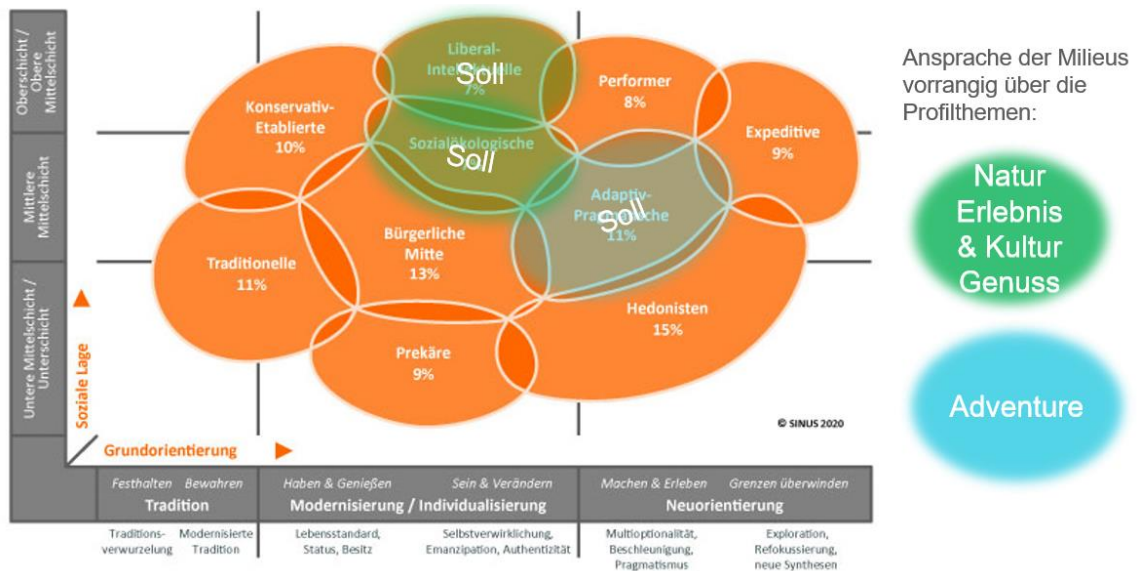 Oberschicht /
Obere
Mittelschicht
Mittlere
Mittelschicht
Untere Mittelschicht /
Unterschicht
Soziale Lage
Grundorientierung
Konservativ-
Etablierte
10%
Liberal-
Intellektuelle
7%
Soll
Performer
8%
Expeditive
9%
Sozialökologische
Soll
Adaptiv-
Pragmatische
11%
Soll
Traditionelle
11%
Bürgerliche
Mitte
13%
Hedonisten
15%
Prekäre
9%
© SINUS 2020
Festhalten
Bewahren
Tradition
Haben & Genießen
Sein & Verändern
Modernisierung / Individualisierung
Machen & Erleben
Grenzen überwinden
Neuorientierung
Traditions-
verwurzelung
Modernisierte
Tradition
Lebensstandard,
Status, Besitz
Selbstverwirklichung,
Emanzipation, Authentizität
Multioptionalität,
Beschleunigung,
Pragmatismus
Exploration,
Refokussierung,
neue Synthesen
Ansprache der Milieus
vorrangig über die
Profilthemen:
Natur
Erlebnis
& Kultur
Genuss
Adventure